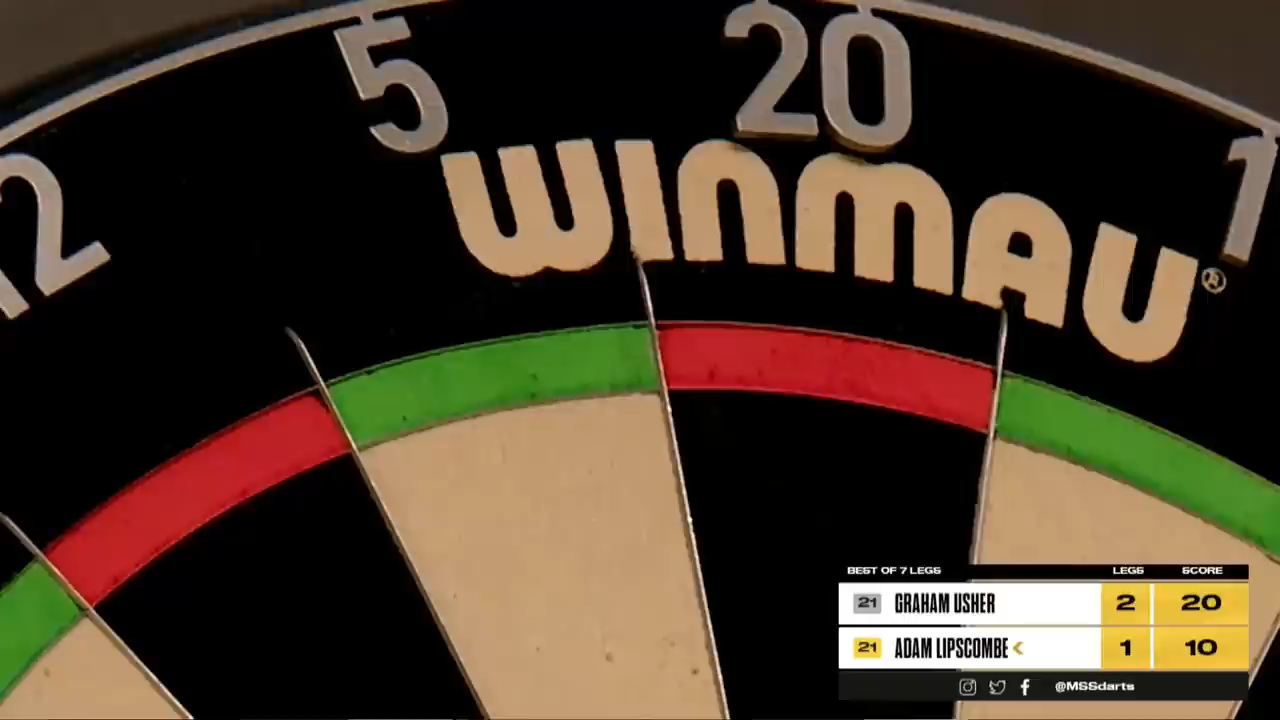 5 20
12 1
WINMAU®
BEST OF 7 LEGS LEGS SCORE
21 GRAHAM USHER 2 20
21 ADAM LIPSCOMBE < 1 10
@MSSdarts